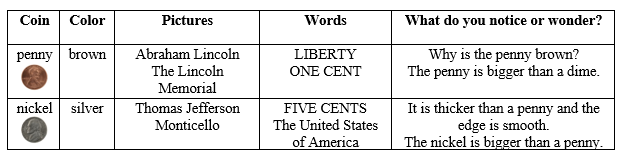 Coin Color Pictures Words What do you notice or wonder?
penny brown Abraham Lincoln LIBERTY Why is the penny brown?
The Lincoln ONE CENT The penny is bigger than a dime.
Memorial
nickel silver Thomas Jefferson FIVE CENTS It is thicker than a penny and the
Monticello The United States edge is smooth.
of America The nickel is bigger than a penny.